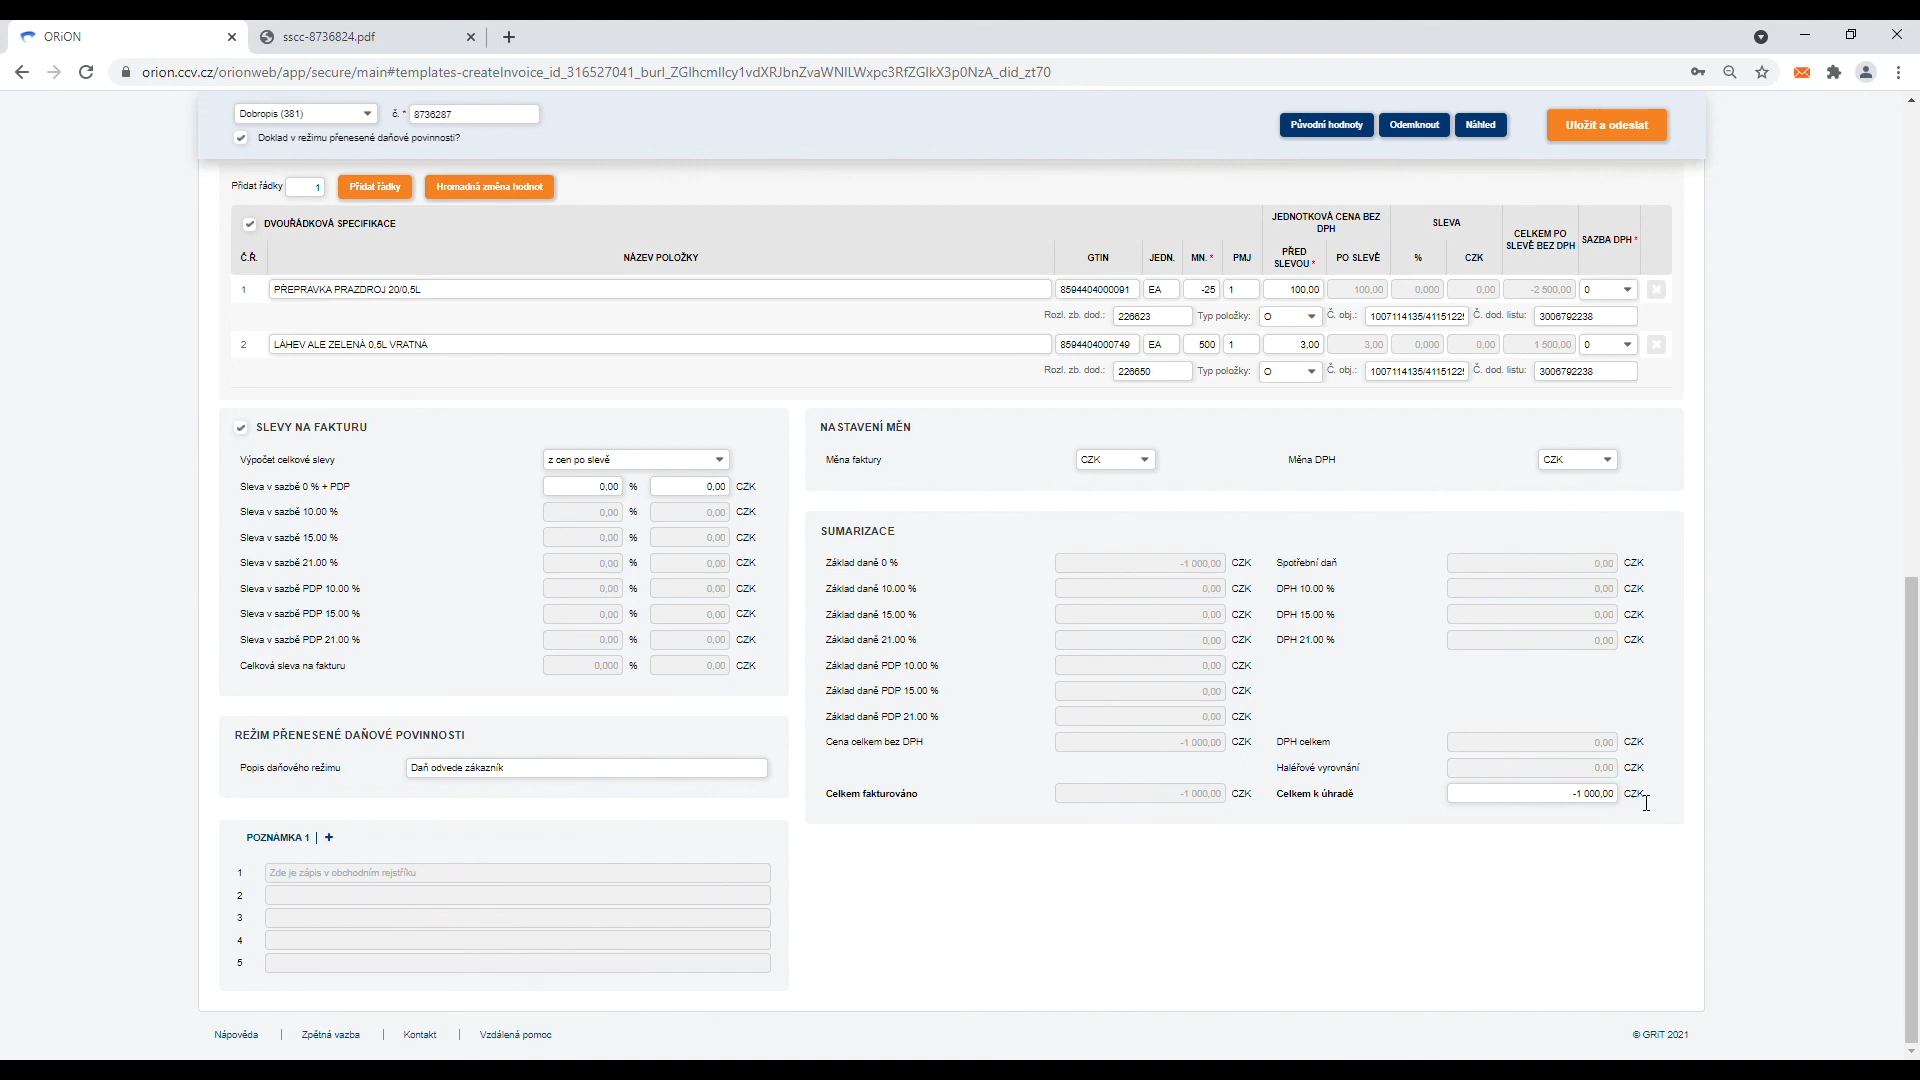 ORiON
sscc-8736824.pdf
orion.ccv.cz/orionweb/app/secure/main#templates-createInvoice_id_316527041_burl_ZGlhcmlIcy1vdXRJbnZvaWNlLWxpc3RfZGlkX3p0NzA_did_zt70
Dobropis (381) č. * 8736287
Doklad v režimu přenesené daňové povinnosti?
Původní hodnoty Odemknout Náhled Uložit a odeslat
Přidat řádky 1 Přidat řádky Hromadná změna hodnot
DVOUŘÁDKOVÁ SPECIFIKACE JEDNOTKOVÁ CENA BEZ DPH SLEVA CELKEM PO SLEVĚ BEZ DPH SAZBA DPH *
Č.Ř. NÁZEV POLOŽKY GTIN JEDN. MN. * PMJ PŘED SLEVOU * PO SLEVĚ % CZK
1 PŘEPRAVKA PRAZDROJ 20/0,5L 8594404000091 EA -25 1 100,00 100,00 0,000 0,00 -2 500,00 0
Rozl. zb. dod.: 226623 Typ položky: O Č. obj.: 1007114135/4115122 Č. dod. listu: 3006792238
2 LÁHEV ALE ZELENÁ 0,5L VRATNÁ 8594404000749 EA 500 1 3,00 3,00 0,000 0,00 1 500,00 0
Rozl. zb. dod.: 226650 Typ položky: O Č. obj.: 1007114135/4115122 Č. dod. listu: 3006792238
SLEVY NA FAKTURU
Výpočet celkové slevy z cen po slevě
Sleva v sazbě 0 % + PDP 0,00 % 0,00 CZK
Sleva v sazbě 10.00 % 0,00 % 0,00 CZK
Sleva v sazbě 15.00 % 0,00 % 0,00 CZK
Sleva v sazbě 21.00 % 0,00 % 0,00 CZK
Sleva v sazbě PDP 10.00 % 0,00 % 0,00 CZK
Sleva v sazbě PDP 15.00 % 0,00 % 0,00 CZK
Sleva v sazbě PDP 21.00 % 0,00 % 0,00 CZK
Celková sleva na fakturu 0,000 % 0,00 CZK
NASTAVENÍ MĚN
Měna faktury CZK Měna DPH CZK
SUMARIZACE
Základ daně 0 % -1 000,00 CZK Spotřební daň 0,00 CZK
Základ daně 10.00 % 0,00 CZK DPH 10.00 % 0,00 CZK
Základ daně 15.00 % 0,00 CZK DPH 15.00 % 0,00 CZK
Základ daně 21.00 % 0,00 CZK DPH 21.00 % 0,00 CZK
Základ daně PDP 10.00 % 0,00 CZK
Základ daně PDP 15.00 % 0,00 CZK
Základ daně PDP 21.00 % 0,00 CZK
Cena celkem bez DPH -1 000,00 CZK DPH celkem 0,00 CZK
Haléřové vyrovnání 0,00 CZK
Celkem fakturováno -1 000,00 CZK Celkem k úhradě -1 000,00 CZK
REŽIM PŘENESENÉ DAŇOVÉ POVINNOSTI
Popis daňového režimu Daň odvede zákazník
POZNÁMKA 1 | +
1 Zde je zápis v obchodním rejstříku
2
3
4
5
Nápověda | Zpětná vazba | Kontakt | Vzdálená pomoc
© GRiT 2021